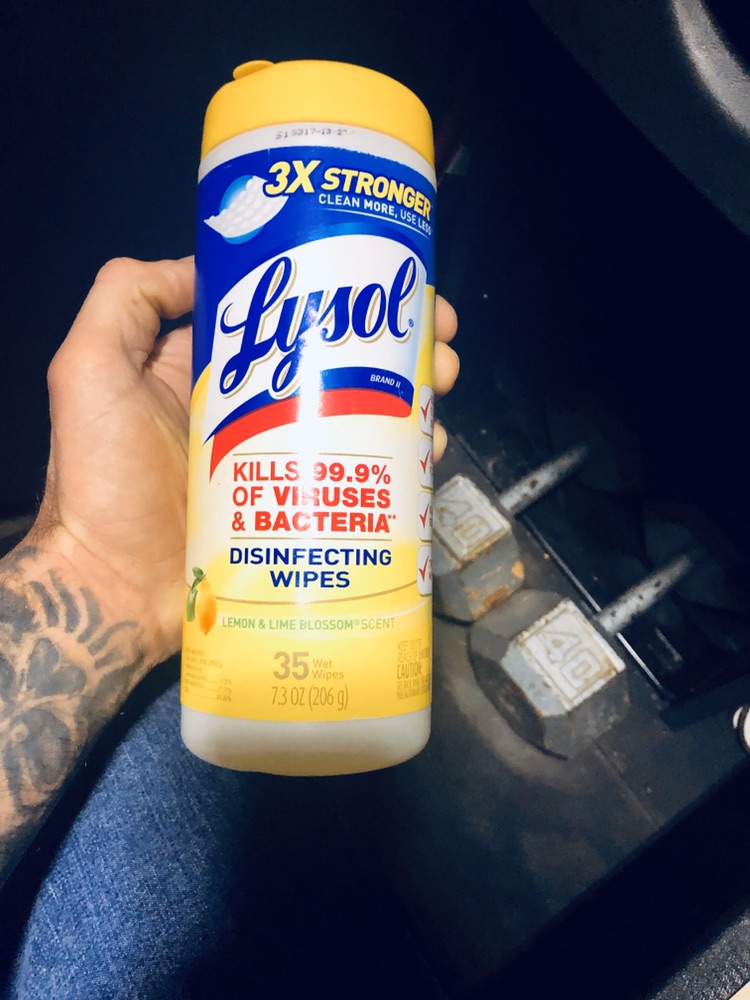 3X STRONGER
CLEAN MORE, USE LESS
Lysol®
BRAND II
KILLS 99.9%
OF VIRUSES
& BACTERIA**
DISINFECTING
WIPES
LEMON & LIME BLOSSOM® SCENT
35 Wet
Wipes
7.3 OZ (206 g)
CAUTION:
40
40